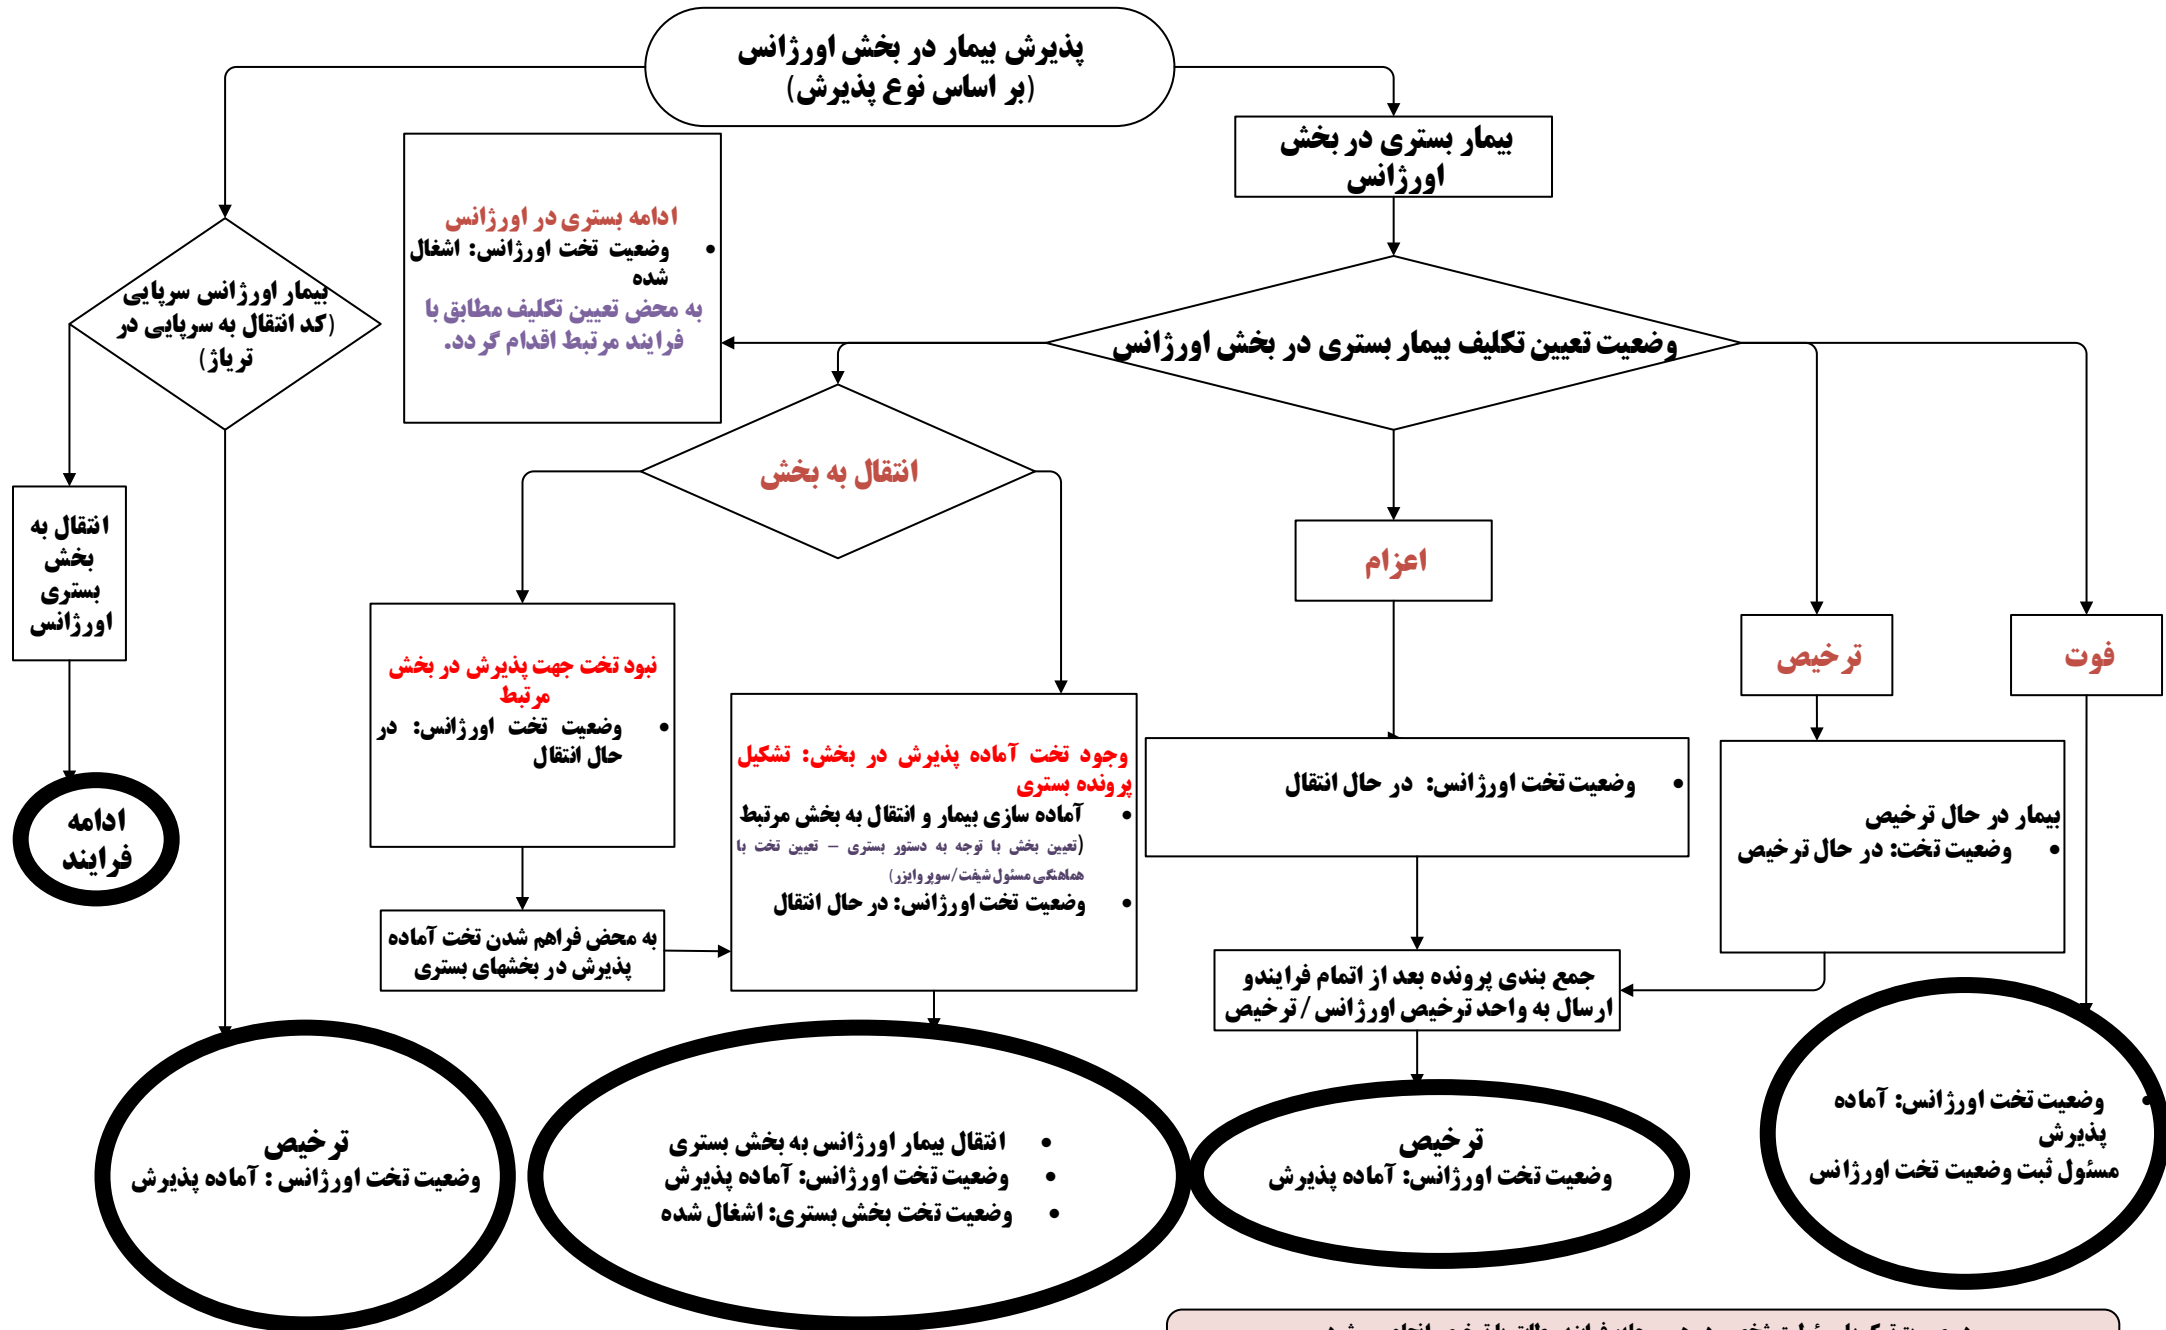 پذیرش بیمار در بخش اورژانس
(بر اساس نوع پذیرش)
بیمار بستری در بخش
اورژانس
ادامه بستری در اورژانس
• وضعیت تخت اورژانس: اشغال
شده
به محض تعیین تکلیف مطابق با
فرایند مرتبط اقدام گردد.
بیمار اورژانس سرپایی
(کد انتقال به سرپایی در
تریاژ)
وضعیت تعیین تکلیف بیمار بستری در بخش اورژانس
انتقال به بخش
انتقال به
بخش
بستری
اورژانس
اعزام
ترخیص
فوت
نبود تخت جهت پذیرش در بخش
مرتبط
• وضعیت تخت اورژانس: در
حال انتقال
وجود تخت آماده پذیرش در بخش: تشکیل
پرونده بستری
• آماده سازی بیمار و انتقال به بخش مرتبط
(تعیین بخش با توجه به دستور بستری – تعیین تخت با
هماهنگی مسئول شیفت/سوپروایزر)
• وضعیت تخت اورژانس: در حال انتقال
• وضعیت تخت اورژانس: در حال انتقال
بیمار در حال ترخیص
• وضعیت تخت: در حال ترخیص
ادامه
فرایند
به محض فراهم شدن تخت آماده
پذیرش در بخشهای بستری
جمع بندی پرونده بعد از اتمام فرایندو
ارسال به واحد ترخیص اورژانس/ترخیص
ترخیص
وضعیت تخت اورژانس : آماده پذیرش
• انتقال بیمار اورژانس به بخش بستری
• وضعیت تخت اورژانس: آماده پذیرش
• وضعیت تخت بخش بستری: اشغال شده
ترخیص
وضعیت تخت اورژانس: آماده پذیرش
• وضعیت تخت اورژانس: آماده
پذیرش
مسئول ثبت وضعیت تخت اورژانس